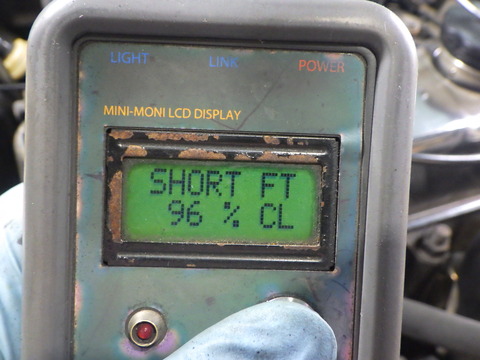 LIGHT LINK POWER
MINI-MONI LCD DISPLAY
SHORT FT
96 % CL